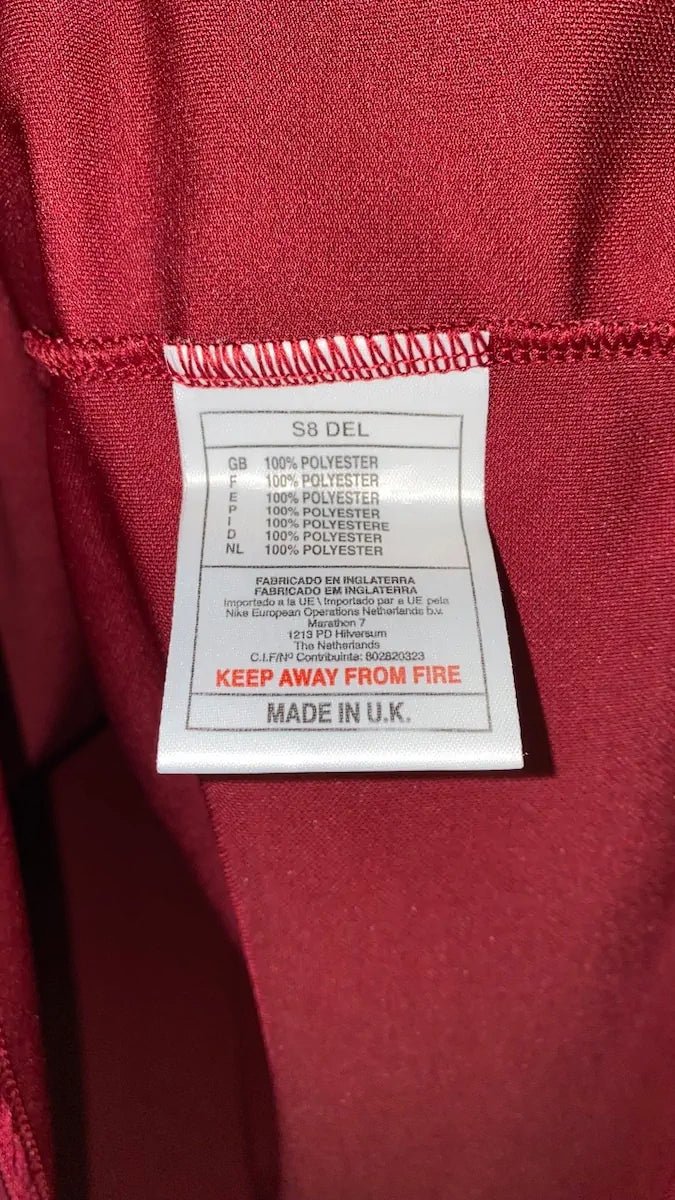 S8 DEL
GB 100% POLYESTER
F 100% POLYESTER
E 100% POLYESTER
P 100% POLYESTER
I 100% POLIESTERE
D 100% POLYESTER
NL 100% POLYESTER
FABRICADO EN INGLATERRA
FABRICADO EM INGLATERRA
Importado a la UE \ Importado par a UE pela
Nike European Operations Netherlands b.v.
Marathon 7
1213 PD Hilversum
The Netherlands
C.I.F/Nº Contribuinte: 802820323
KEEP AWAY FROM FIRE
MADE IN U.K.